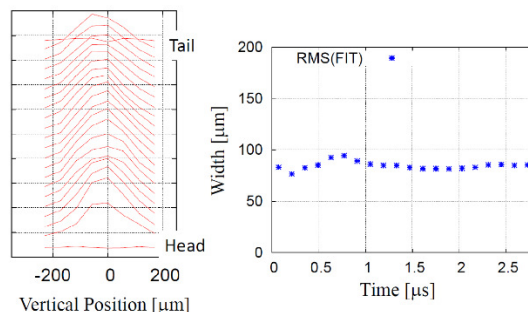 Tail
Head
-200 0 200
Vertical Position [μm]
RMS(FIT)
200
150
100
50
0
Width [μm]
0 0.5 1 1.5 2 2.5
Time [μs]